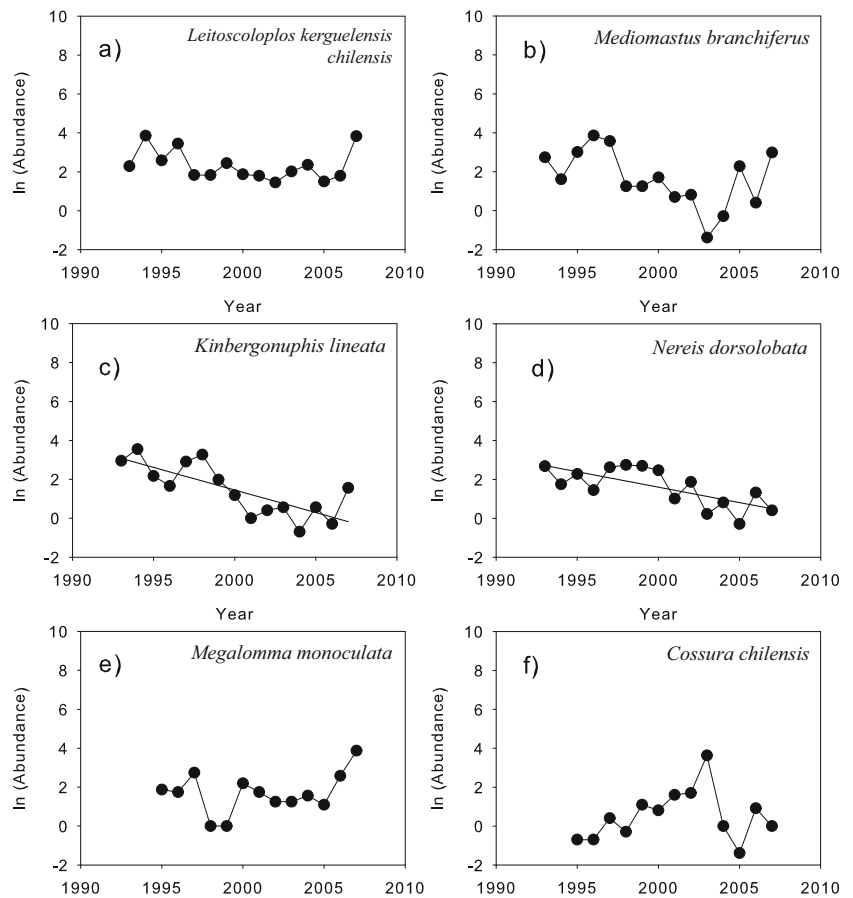 a)
Leitoscoloplos kerguelensis
chilensis
ln (Abundance)
10
8
6
4
2
0
-2
1990 1995 2000 2005 2010
Year
b)
Mediomastus branchiferus
ln (Abundance)
10
8
6
4
2
0
-2
1990 1995 2000 2005 2010
Year
c)
Kinbergonuphis lineata
ln (Abundance)
10
8
6
4
2
0
-2
1990 1995 2000 2005 2010
Year
d)
Nereis dorsolobata
ln (Abundance)
10
8
6
4
2
0
-2
1990 1995 2000 2005 2010
Year
e)
Megalomma monoculata
ln (Abundance)
10
8
6
4
2
0
-2
1990 1995 2000 2005 2010
f)
Cossura chilensis
ln (Abundance)
10
8
6
4
2
0
-2
1990 1995 2000 2005 2010